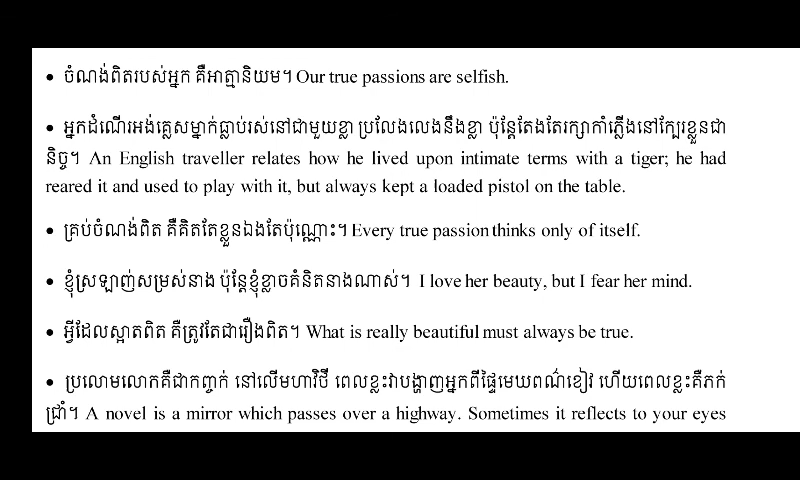 • ចំណង់ពិតរបស់អ្នក គឺអាត្មានិយម។ Our true passions are selfish.
• អ្នកដំណើរអង់គ្លេសម្នាក់ធ្លាប់រស់នៅជាមួយខ្លា ប្រលែងលេងនឹងខ្លា ប៉ុន្តែតែងតែរក្សាកាំភ្លើងនៅក្បែរខ្លួនជា
និច្ច។ An English traveller relates how he lived upon intimate terms with a tiger; he had
reared it and used to play with it, but always kept a loaded pistol on the table.
• គ្រប់ចំណង់ពិត គឺគិតតែខ្លួនឯងតែប៉ុណ្ណោះ។ Every true passion thinks only of itself.
• ខ្ញុំស្រឡាញ់សម្រស់នាង ប៉ុន្តែខ្ញុំខ្លាចគំនិតនាងណាស់។ I love her beauty, but I fear her mind.
• អ្វីដែលស្អាតពិត គឺត្រូវតែជារឿងពិត។ What is really beautiful must always be true.
• ប្រលោមលោកគឺជាកញ្ចក់ នៅលើមហាវិថី ពេលខ្លះវាបង្ហាញអ្នកពីផ្ទៃមេឃពណ៌ខៀវ ហើយពេលខ្លះគឺភក់
ជ្រាំ។ A novel is a mirror which passes over a highway. Sometimes it reflects to your eyes